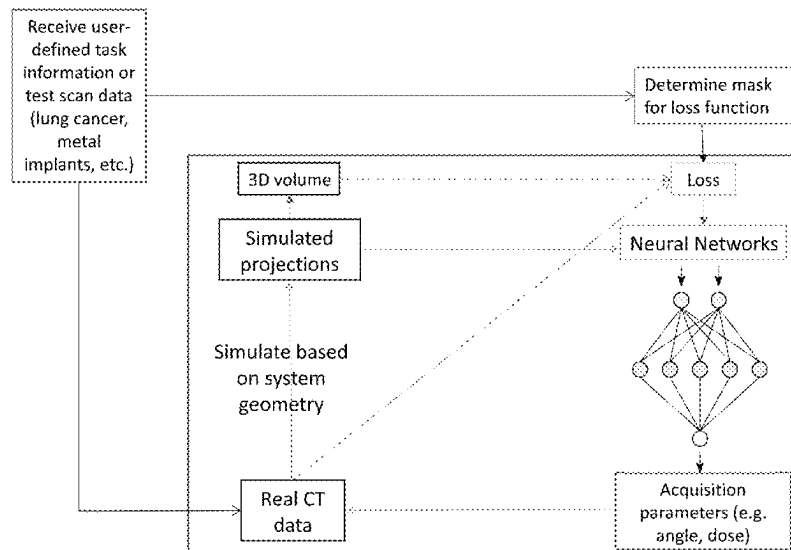 Receive user-
defined task
information or
test scan data
(lung cancer,
metal
implants, etc.)
Determine mask
for loss function
3D volume
Loss
Simulated
projections
Neural Networks
Simulate based
on system
geometry
Real CT
data
Acquisition
parameters (e.g.
angle, dose)